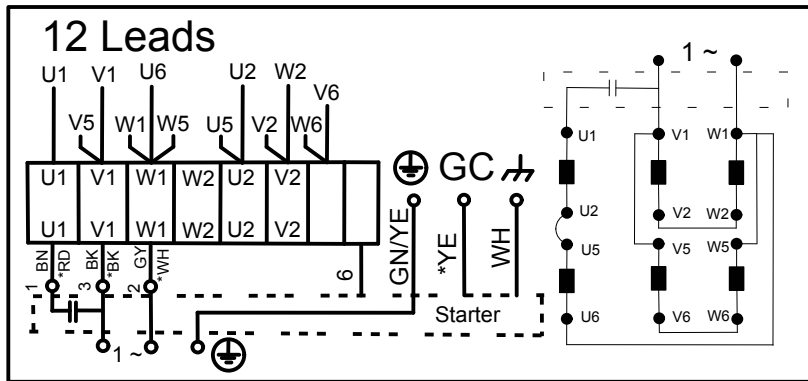 12 Leads
U1 V1 U6 U2 W2 V6
V5 W1 W5 U5 V2 W6
U1 V1 W1 W2 U2 V2
U1 V1 W1 W2 U2 V2
BN *RD BK *BK GY *WH
1 3 2 6
GN/YE *YE WH
GC
Starter
1 ~
1 ~
U1 V1 W1
U2 V2 W2
U5 V5 W5
U6 V6 W6